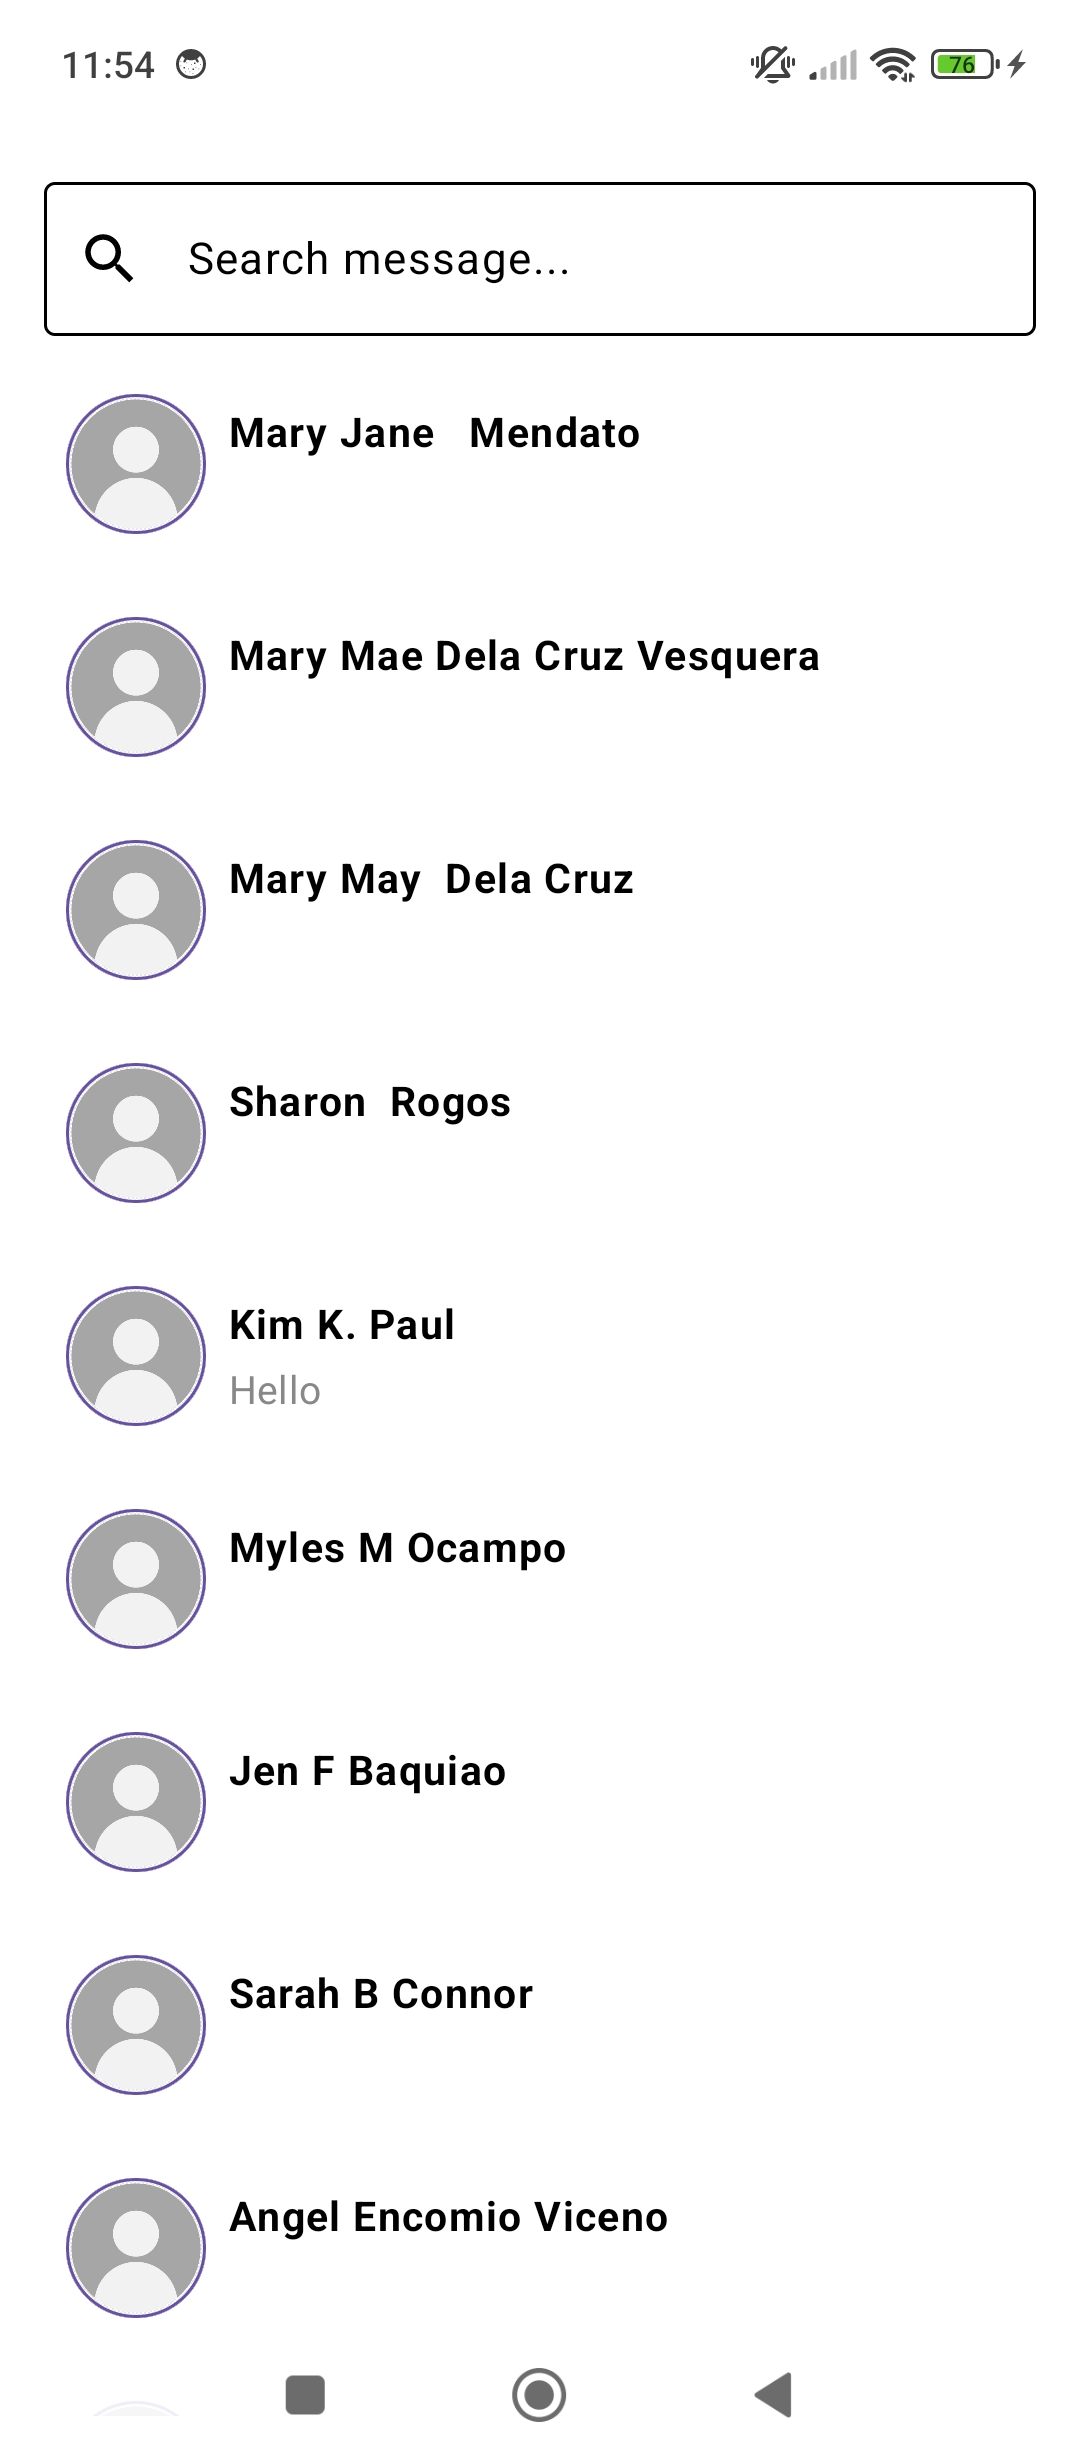 11:54
76
Search message...
Mary Jane   Mendato
Mary Mae Dela Cruz Vesquera
Mary May  Dela Cruz
Sharon  Rogos
Kim K. Paul
Hello
Myles M Ocampo
Jen F Baquiao
Sarah B Connor
Angel Encomio Viceno